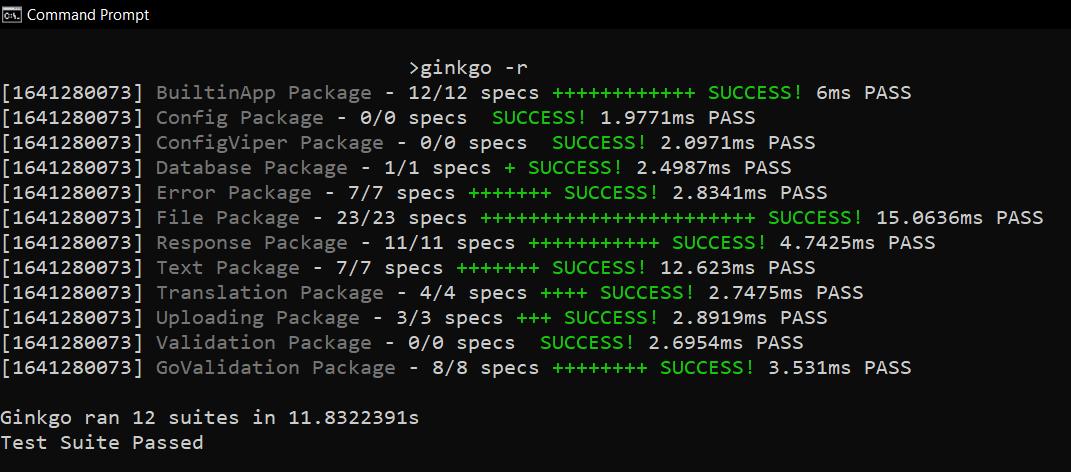 Command Prompt
>ginkgo -r
[1641280073] BuiltinApp Package - 12/12 specs ++++++++++++ SUCCESS! 6ms PASS
[1641280073] Config Package - 0/0 specs  SUCCESS! 1.9771ms PASS
[1641280073] ConfigViper Package - 0/0 specs  SUCCESS! 2.0971ms PASS
[1641280073] Database Package - 1/1 specs + SUCCESS! 2.4987ms PASS
[1641280073] Error Package - 7/7 specs +++++++ SUCCESS! 2.8341ms PASS
[1641280073] File Package - 23/23 specs +++++++++++++++++++++++ SUCCESS! 15.0636ms PASS
[1641280073] Response Package - 11/11 specs +++++++++++ SUCCESS! 4.7425ms PASS
[1641280073] Text Package - 7/7 specs +++++++ SUCCESS! 12.623ms PASS
[1641280073] Translation Package - 4/4 specs ++++ SUCCESS! 2.7475ms PASS
[1641280073] Uploading Package - 3/3 specs +++ SUCCESS! 2.8919ms PASS
[1641280073] Validation Package - 0/0 specs  SUCCESS! 2.6954ms PASS
[1641280073] GoValidation Package - 8/8 specs ++++++++ SUCCESS! 3.531ms PASS
Ginkgo ran 12 suites in 11.8322391s
Test Suite Passed